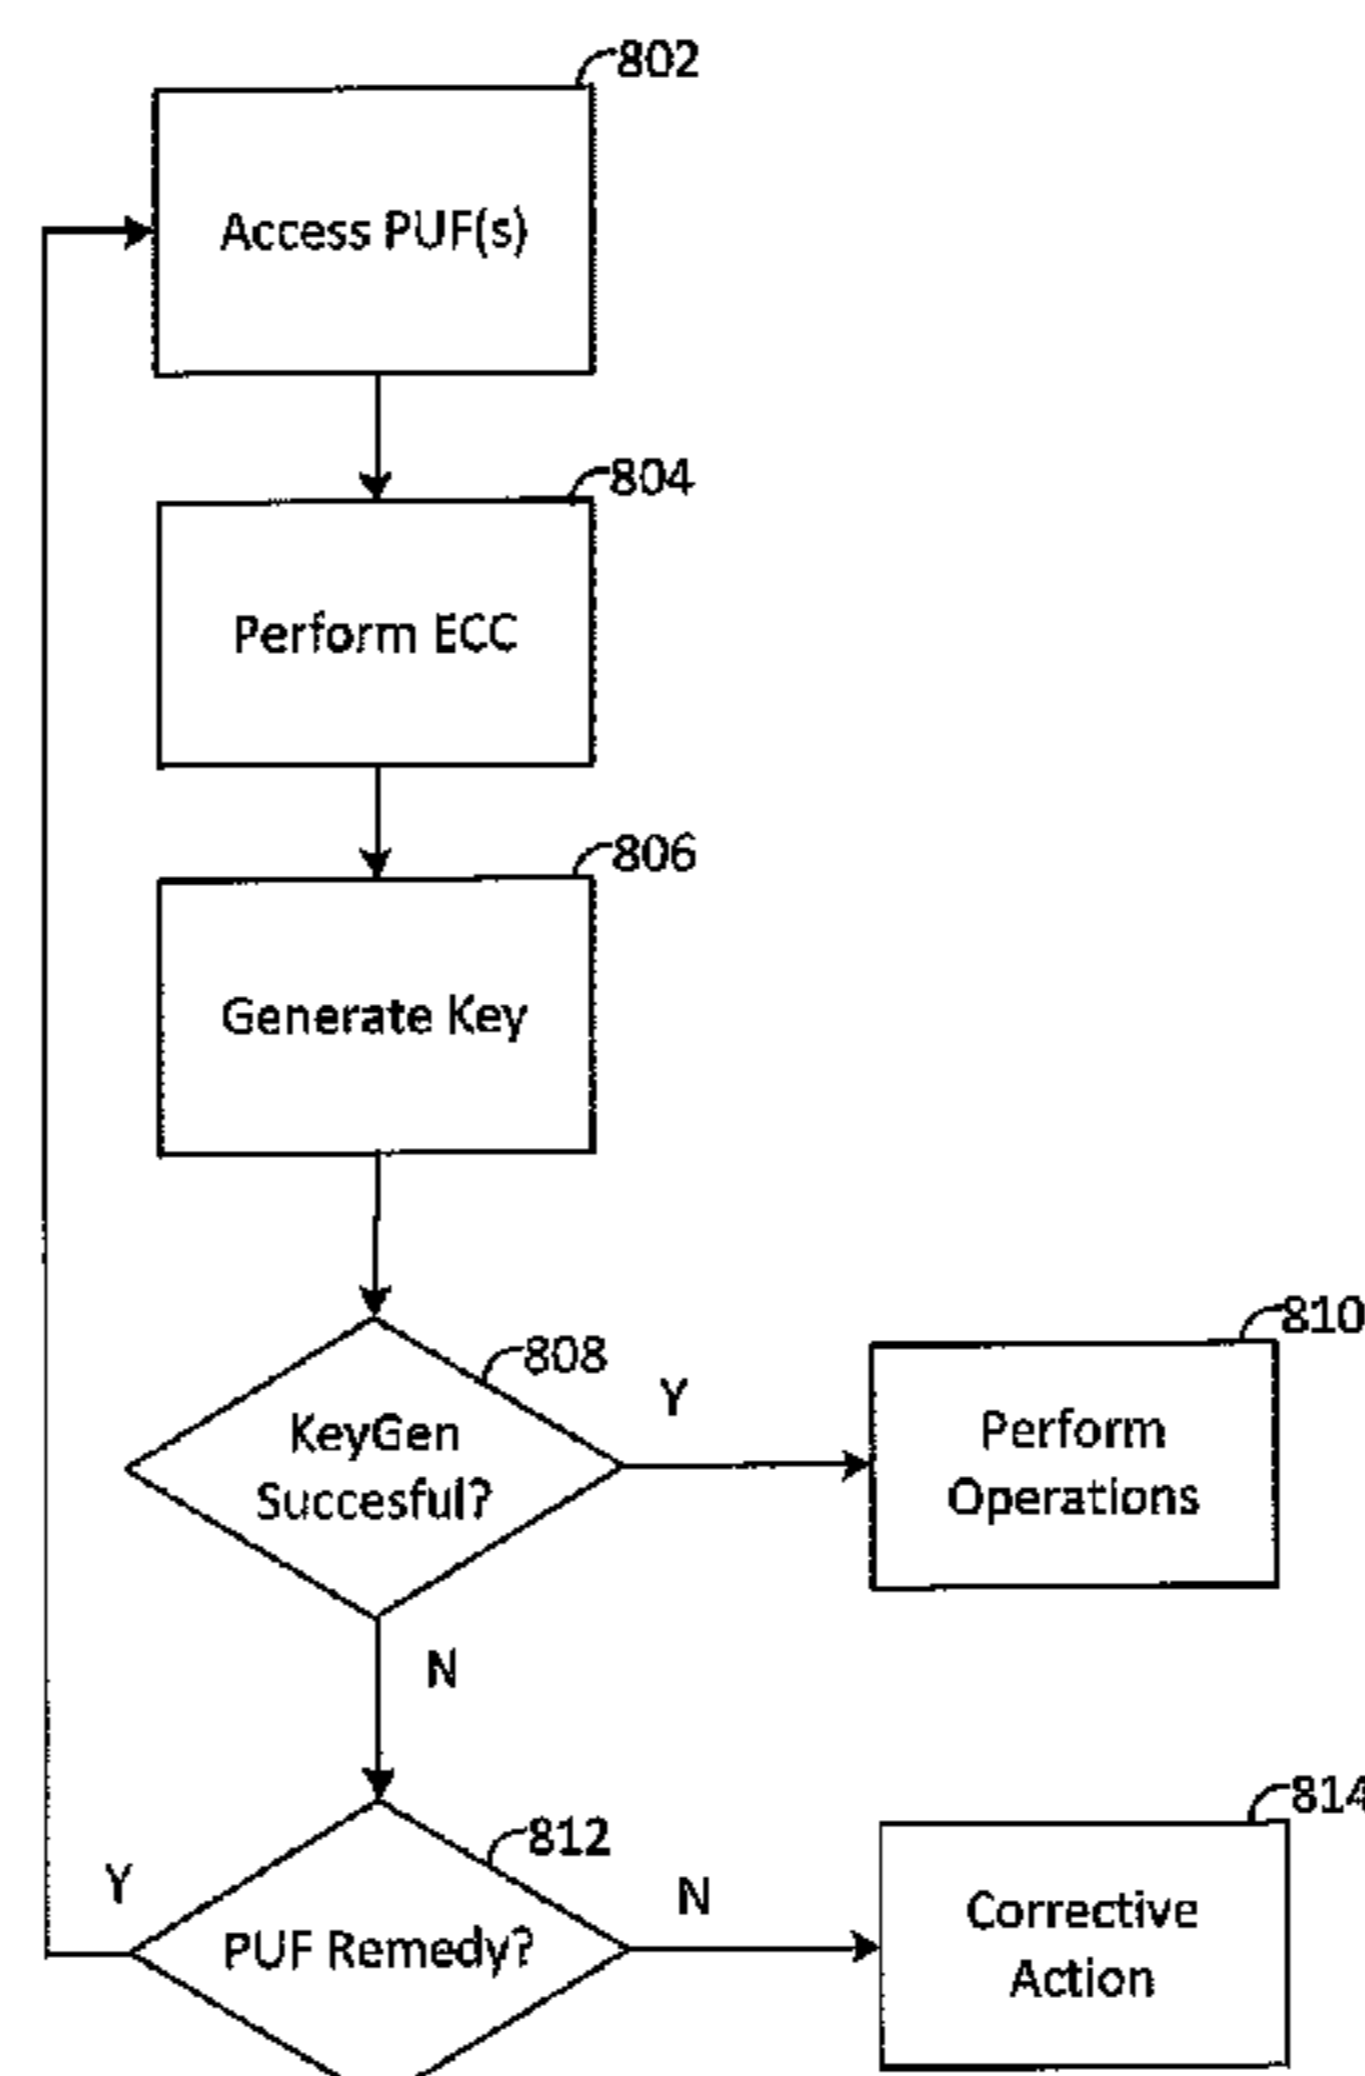 802
Access PUF(s)
804
Perform ECC
806
Generate Key
808
KeyGen
Succesful?
Y
810
Perform
Operations
N
812
Y
PUF Remedy?
N
814
Corrective
Action